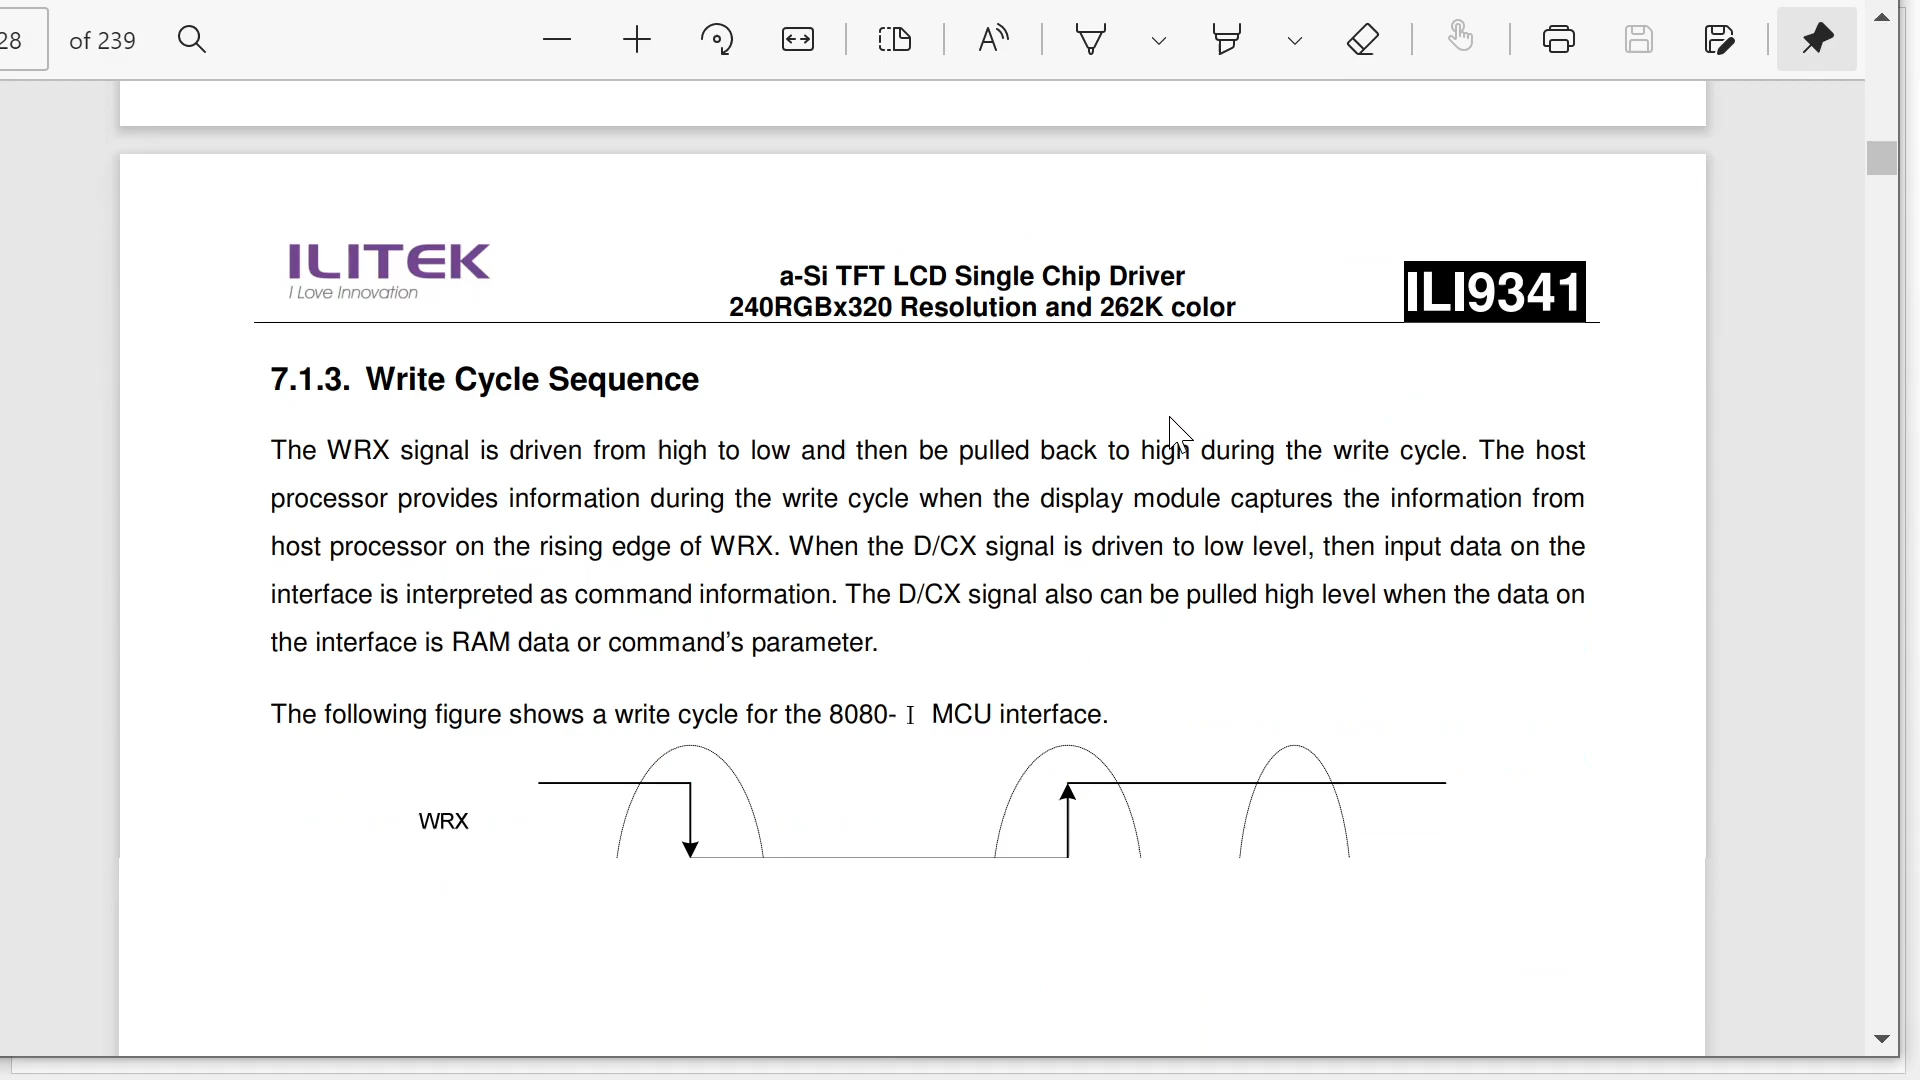 28 of 239
ILITEK
I Love Innovation
a-Si TFT LCD Single Chip Driver
240RGBx320 Resolution and 262K color
ILI9341
7.1.3. Write Cycle Sequence
The WRX signal is driven from high to low and then be pulled back to high during the write cycle. The host
processor provides information during the write cycle when the display module captures the information from
host processor on the rising edge of WRX. When the D/CX signal is driven to low level, then input data on the
interface is interpreted as command information. The D/CX signal also can be pulled high level when the data on
the interface is RAM data or command’s parameter.
The following figure shows a write cycle for the 8080- I MCU interface.
WRX